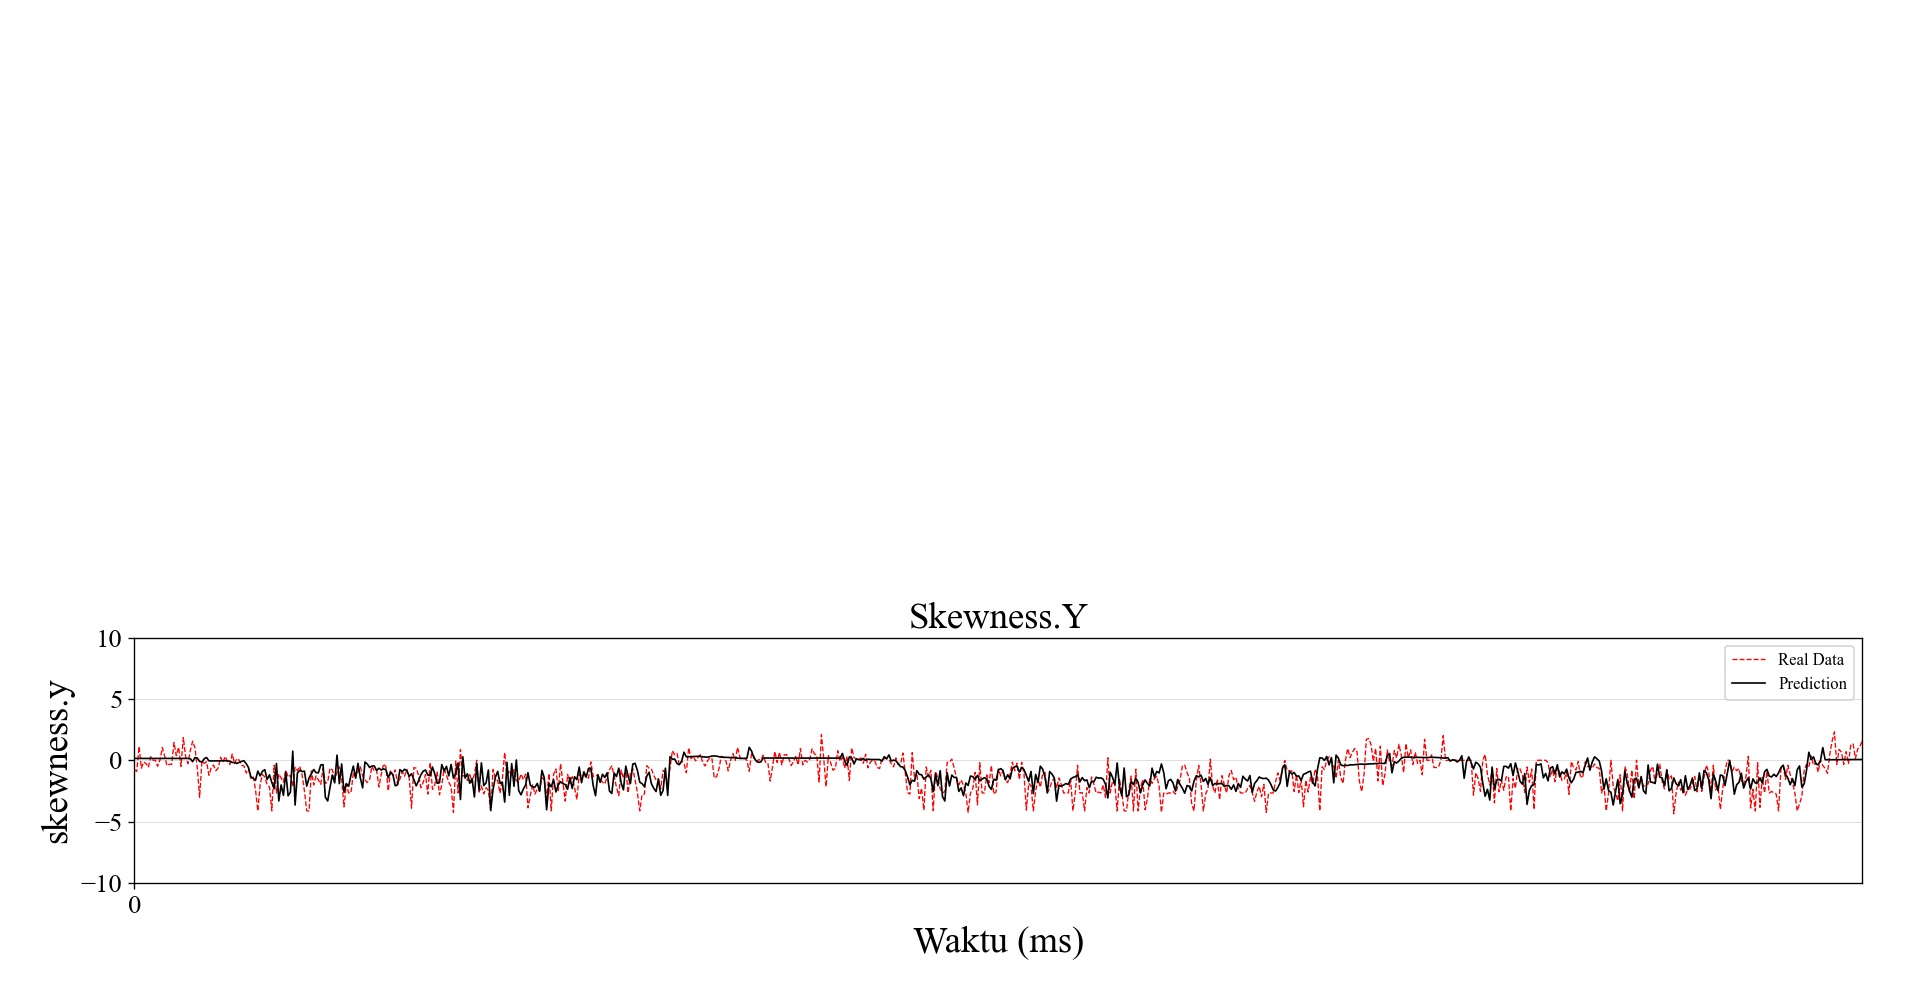 Skewness.Y
10
5
0
−5
−10
skewness.y
Real Data
Prediction
0
Waktu (ms)